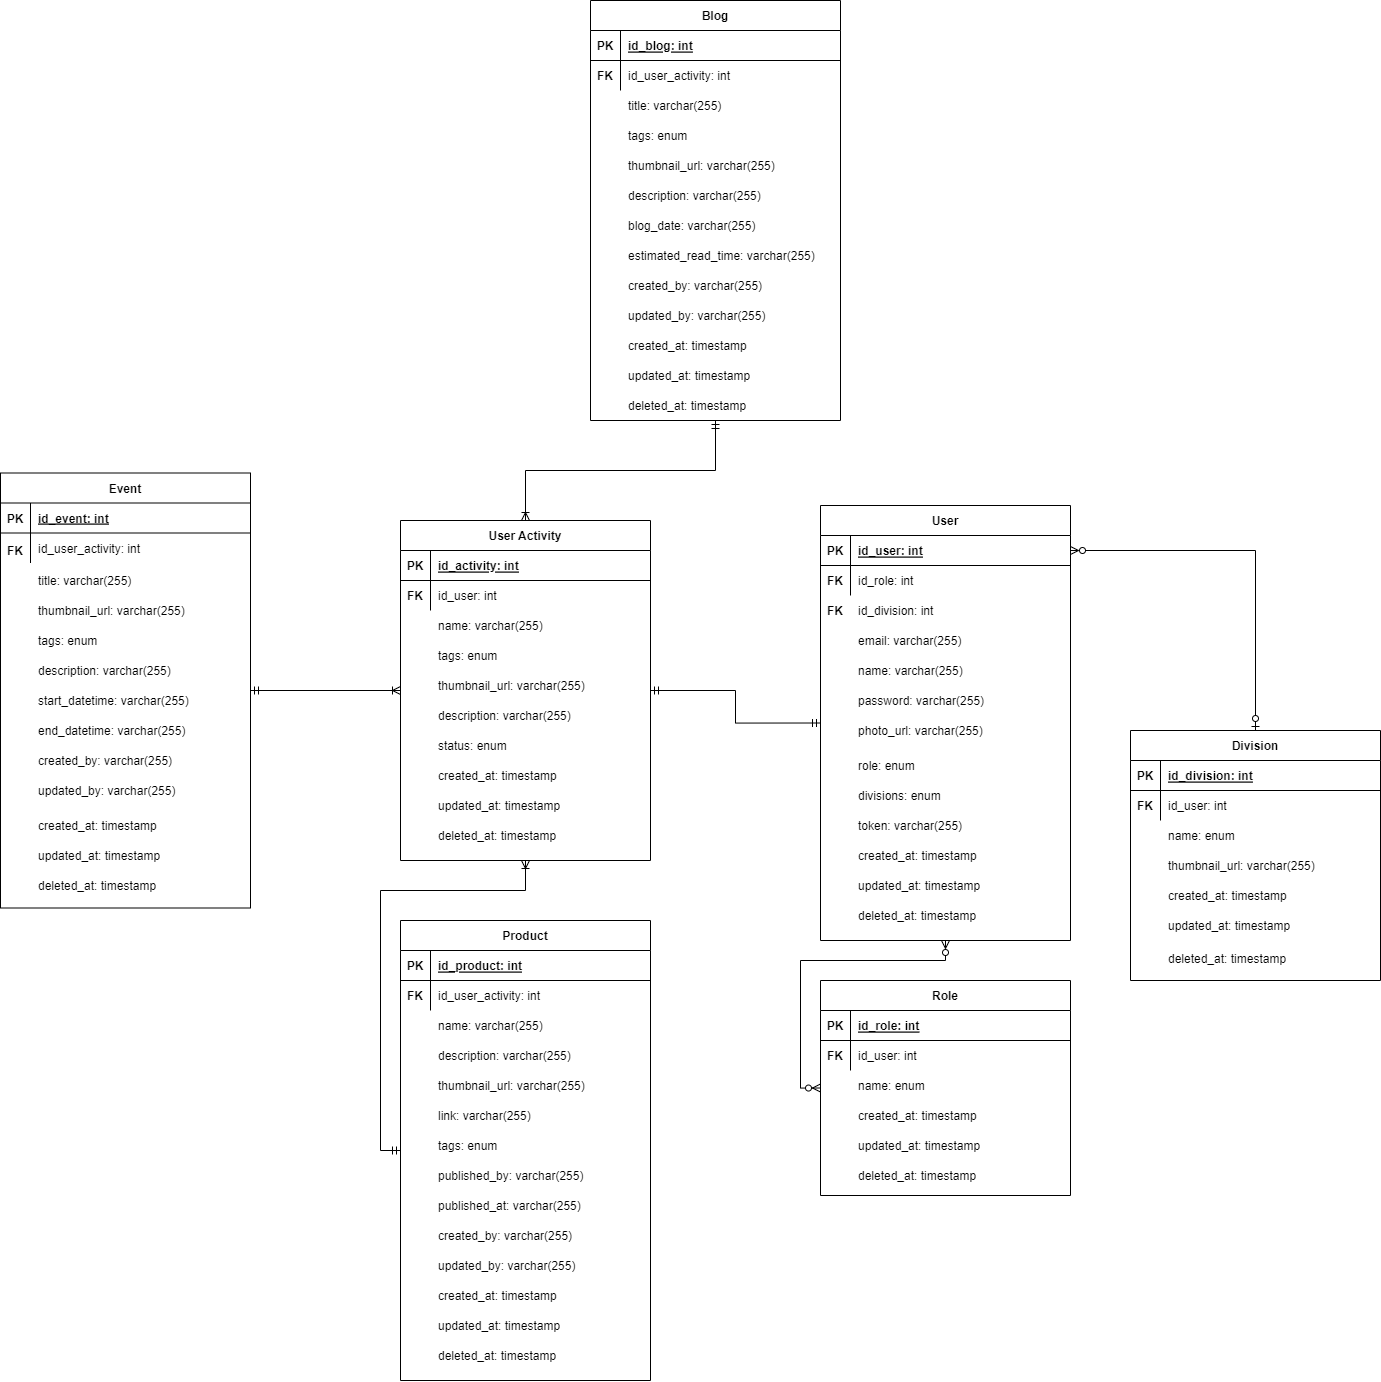 Blog
PK id_blog: int
FK id_user_activity: int
title: varchar(255)
tags: enum
thumbnail_url: varchar(255)
description: varchar(255)
blog_date: varchar(255)
estimated_read_time: varchar(255)
created_by: varchar(255)
updated_by: varchar(255)
created_at: timestamp
updated_at: timestamp
deleted_at: timestamp
Event
PK id_event: int
FK id_user_activity: int
title: varchar(255)
thumbnail_url: varchar(255)
tags: enum
description: varchar(255)
start_datetime: varchar(255)
end_datetime: varchar(255)
created_by: varchar(255)
updated_by: varchar(255)
created_at: timestamp
updated_at: timestamp
deleted_at: timestamp
User Activity
PK id_activity: int
FK id_user: int
name: varchar(255)
tags: enum
thumbnail_url: varchar(255)
description: varchar(255)
status: enum
created_at: timestamp
updated_at: timestamp
deleted_at: timestamp
User
PK id_user: int
FK id_role: int
FK id_division: int
email: varchar(255)
name: varchar(255)
password: varchar(255)
photo_url: varchar(255)
role: enum
divisions: enum
token: varchar(255)
created_at: timestamp
updated_at: timestamp
deleted_at: timestamp
Division
PK id_division: int
FK id_user: int
name: enum
thumbnail_url: varchar(255)
created_at: timestamp
updated_at: timestamp
deleted_at: timestamp
Product
PK id_product: int
FK id_user_activity: int
name: varchar(255)
description: varchar(255)
thumbnail_url: varchar(255)
link: varchar(255)
tags: enum
published_by: varchar(255)
published_at: varchar(255)
created_by: varchar(255)
updated_by: varchar(255)
created_at: timestamp
updated_at: timestamp
deleted_at: timestamp
Role
PK id_role: int
FK id_user: int
name: enum
created_at: timestamp
updated_at: timestamp
deleted_at: timestamp